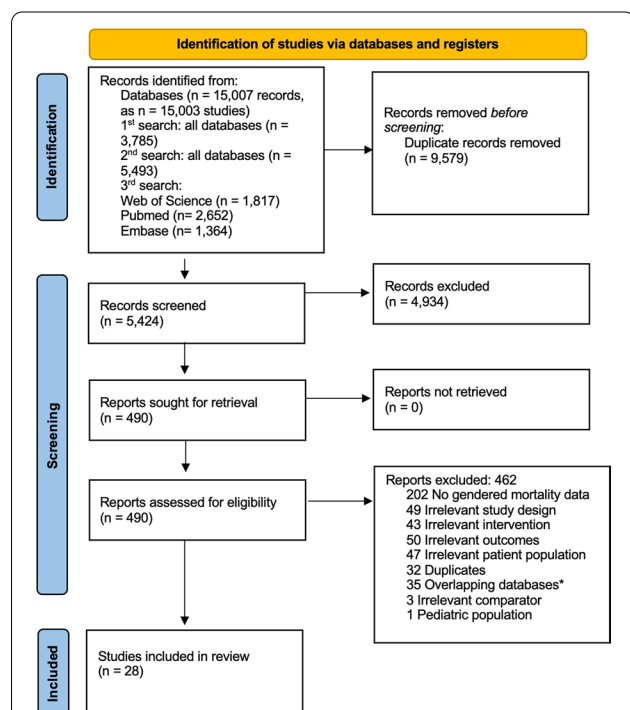 Identification of studies via databases and registers
Identification
Records identified from:
Databases (n = 15,007 records,
as n = 15,003 studies)
1st search: all databases (n =
3,785)
2nd search: all databases (n =
5,493)
3rd search:
Web of Science (n = 1,817)
Pubmed (n= 2,652)
Embase (n= 1,364)
Records removed before
screening:
Duplicate records removed
(n = 9,579)
Screening
Records screened
(n = 5,424)
Records excluded
(n = 4,934)
Reports sought for retrieval
(n = 490)
Reports not retrieved
(n = 0)
Reports assessed for eligibility
(n = 490)
Reports excluded: 462
202 No gendered mortality data
49 Irrelevant study design
43 Irrelevant intervention
50 Irrelevant outcomes
47 Irrelevant patient population
32 Duplicates
35 Overlapping databases*
3 Irrelevant comparator
1 Pediatric population
Included
Studies included in review
(n = 28)